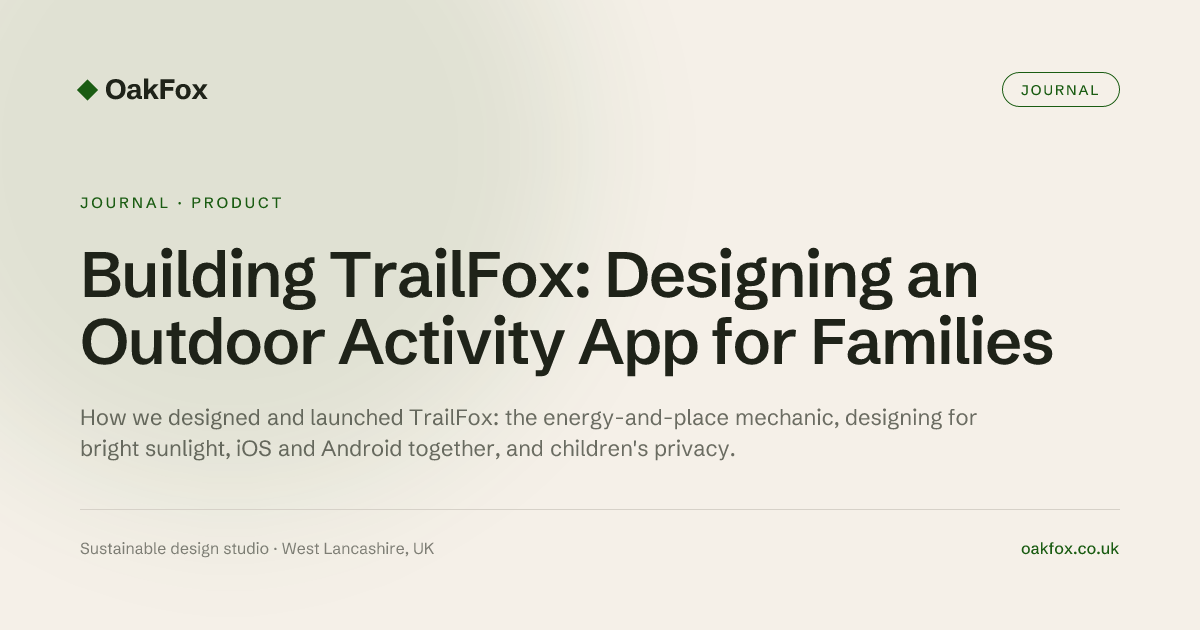 OakFox
JOURNAL
JOURNAL · PRODUCT
Building TrailFox: Designing an
Outdoor Activity App for Families
How we designed and launched TrailFox: the energy-and-place mechanic, designing for
bright sunlight, iOS and Android together, and children's privacy.
Sustainable design studio · West Lancashire, UK
oakfox.co.uk